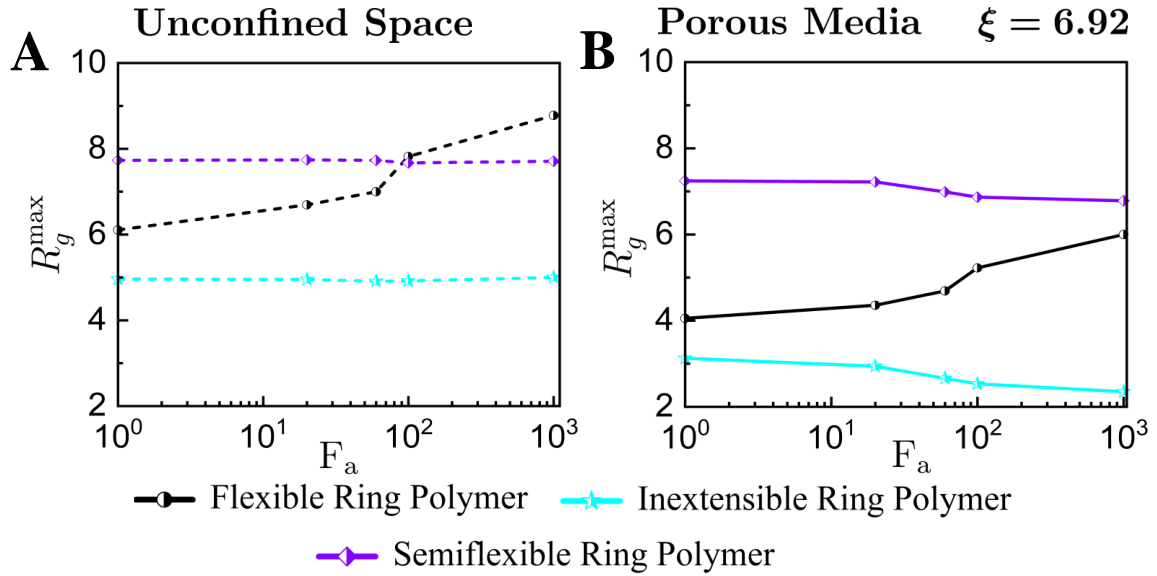 Unconfined Space
Porous Media ξ = 6.92
A
B
10
8
6
4
2
R_g^max
10^0 10^1 10^2 10^3
F_a
10
8
6
4
2
R_g^max
10^0 10^1 10^2 10^3
F_a
Flexible Ring Polymer
Inextensible Ring Polymer
Semiflexible Ring Polymer